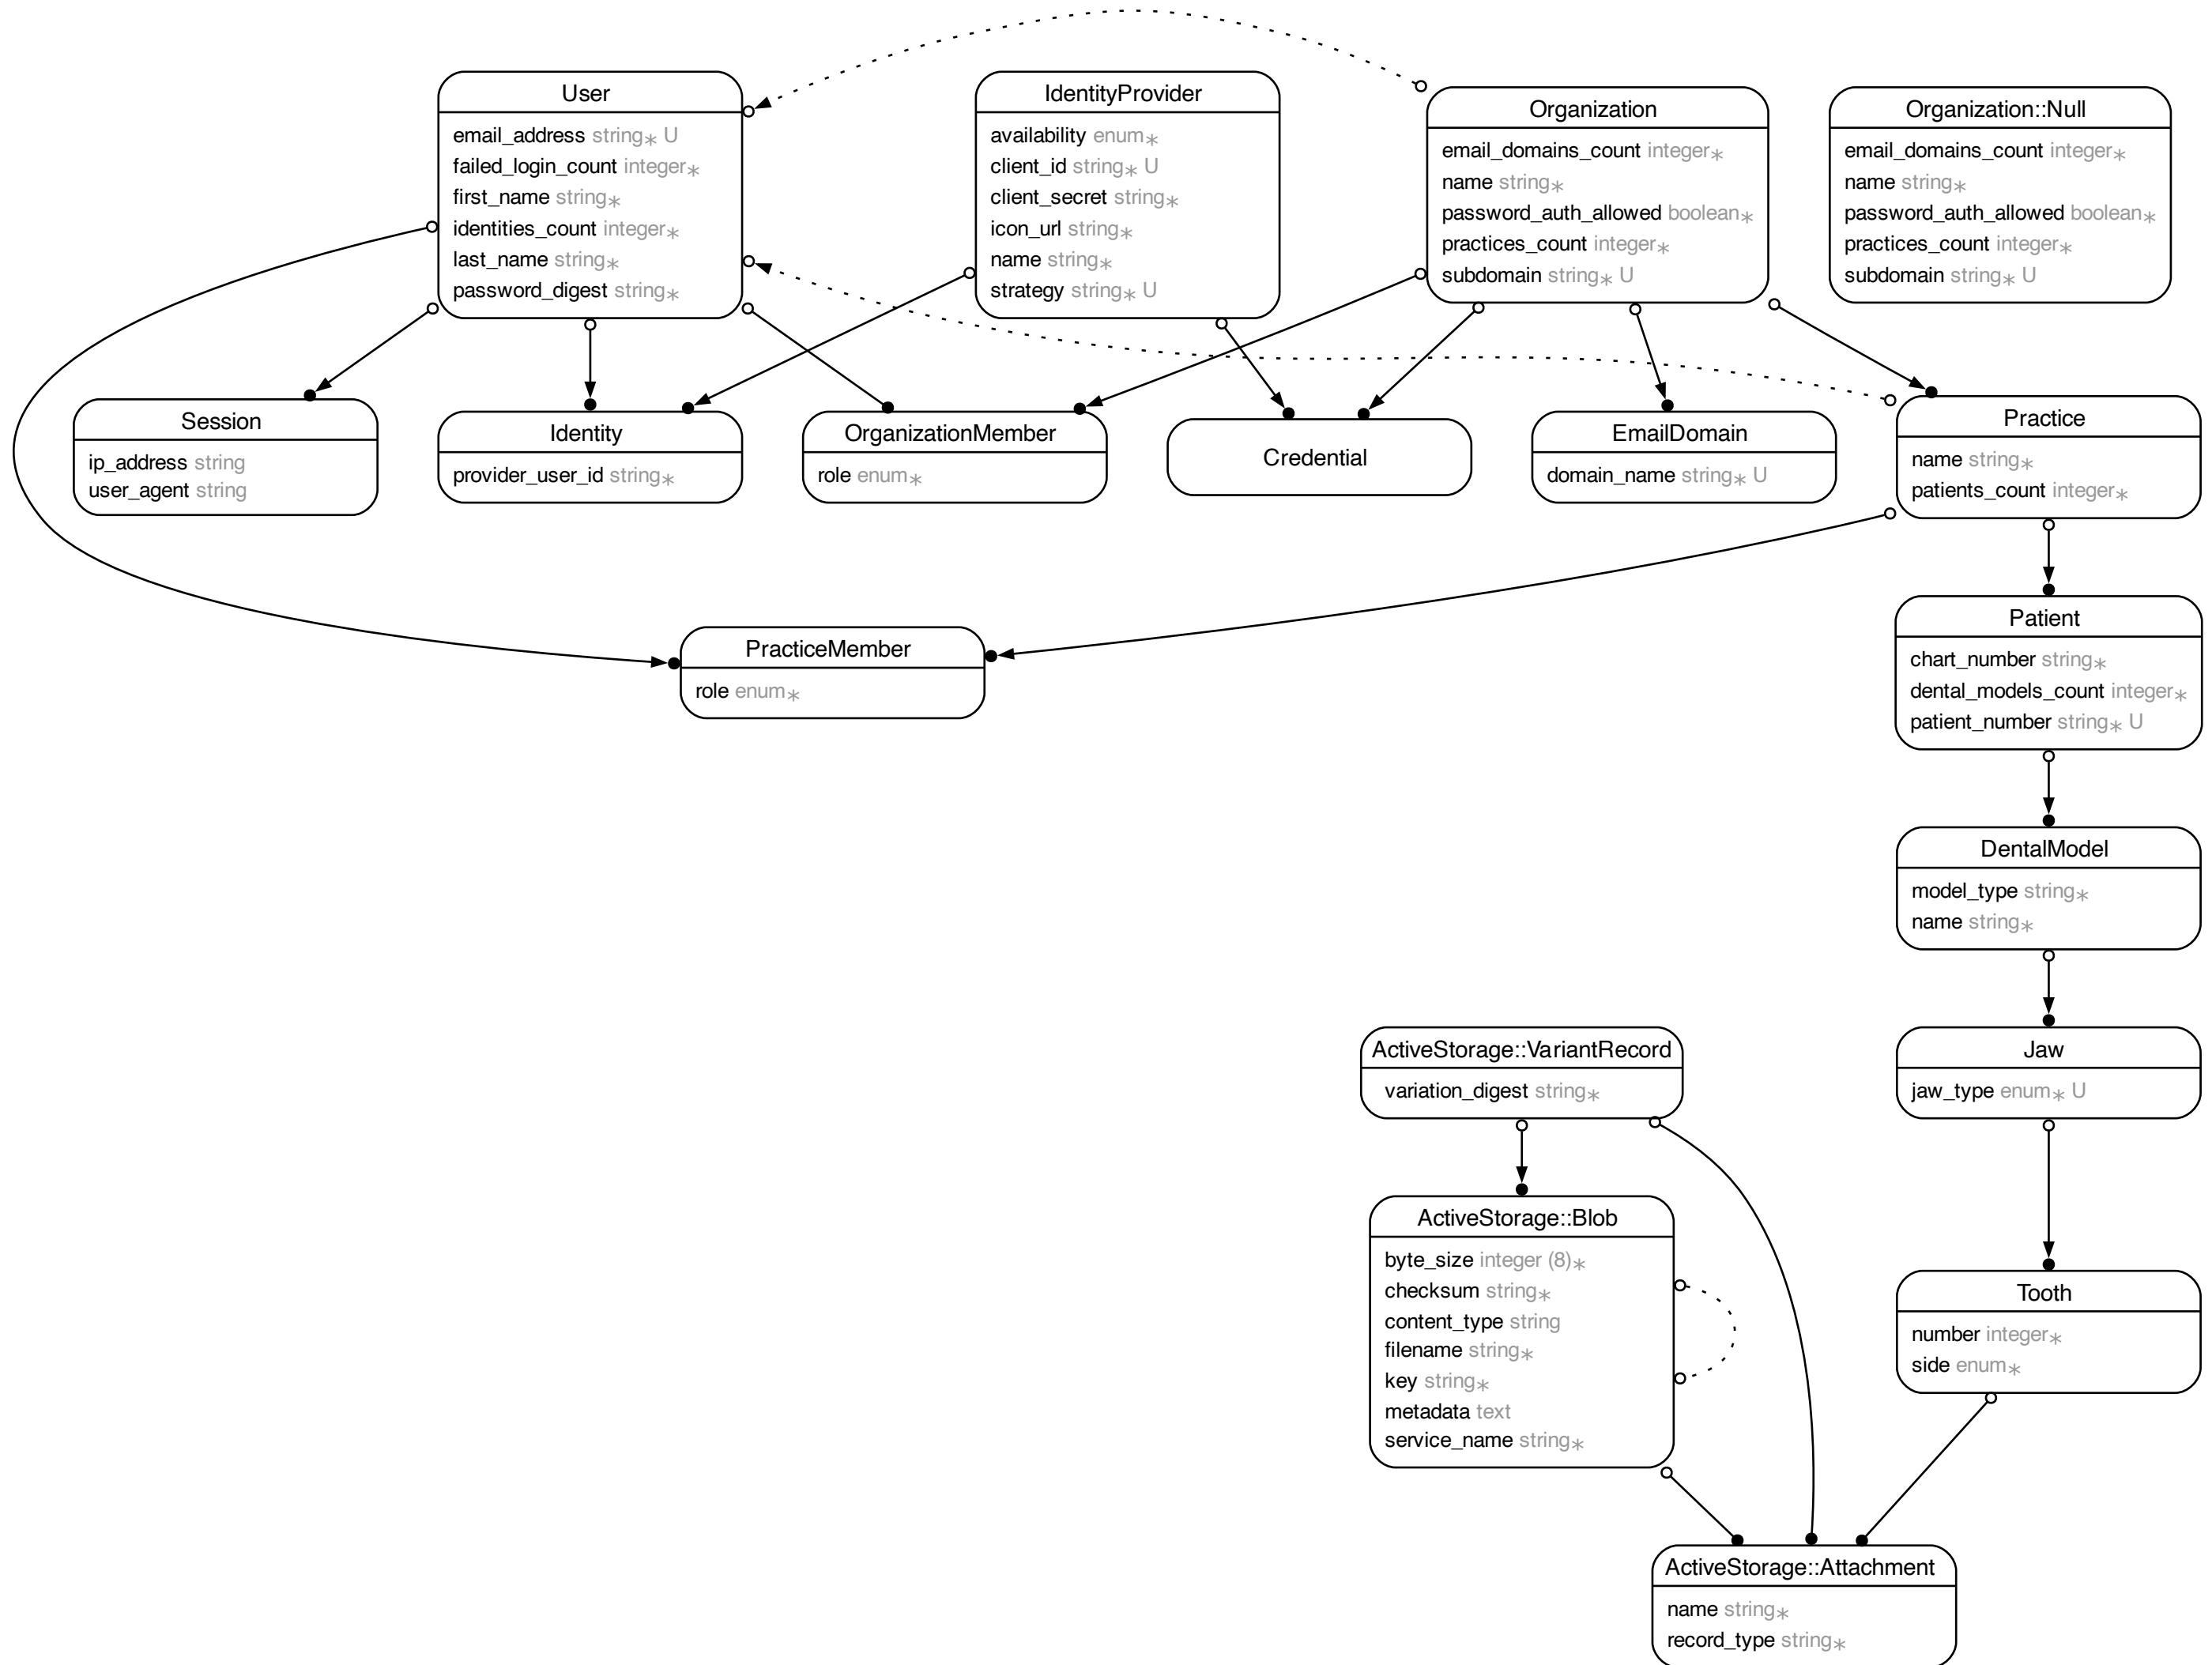 User
email_address string∗ U
failed_login_count integer∗
first_name string∗
identities_count integer∗
last_name string∗
password_digest string∗
IdentityProvider
availability enum∗
client_id string∗ U
client_secret string∗
icon_url string∗
name string∗
strategy string∗ U
Organization
email_domains_count integer∗
name string∗
password_auth_allowed boolean∗
practices_count integer∗
subdomain string∗ U
Organization::Null
email_domains_count integer∗
name string∗
password_auth_allowed boolean∗
practices_count integer∗
subdomain string∗ U
Session
ip_address string
user_agent string
Identity
provider_user_id string∗
OrganizationMember
role enum∗
Credential
EmailDomain
domain_name string∗ U
Practice
name string∗
patients_count integer∗
PracticeMember
role enum∗
Patient
chart_number string∗
dental_models_count integer∗
patient_number string∗ U
DentalModel
model_type string∗
name string∗
ActiveStorage::VariantRecord
variation_digest string∗
Jaw
jaw_type enum∗ U
ActiveStorage::Blob
byte_size integer (8)∗
checksum string∗
content_type string
filename string∗
key string∗
metadata text
service_name string∗
Tooth
number integer∗
side enum∗
ActiveStorage::Attachment
name string∗
record_type string∗